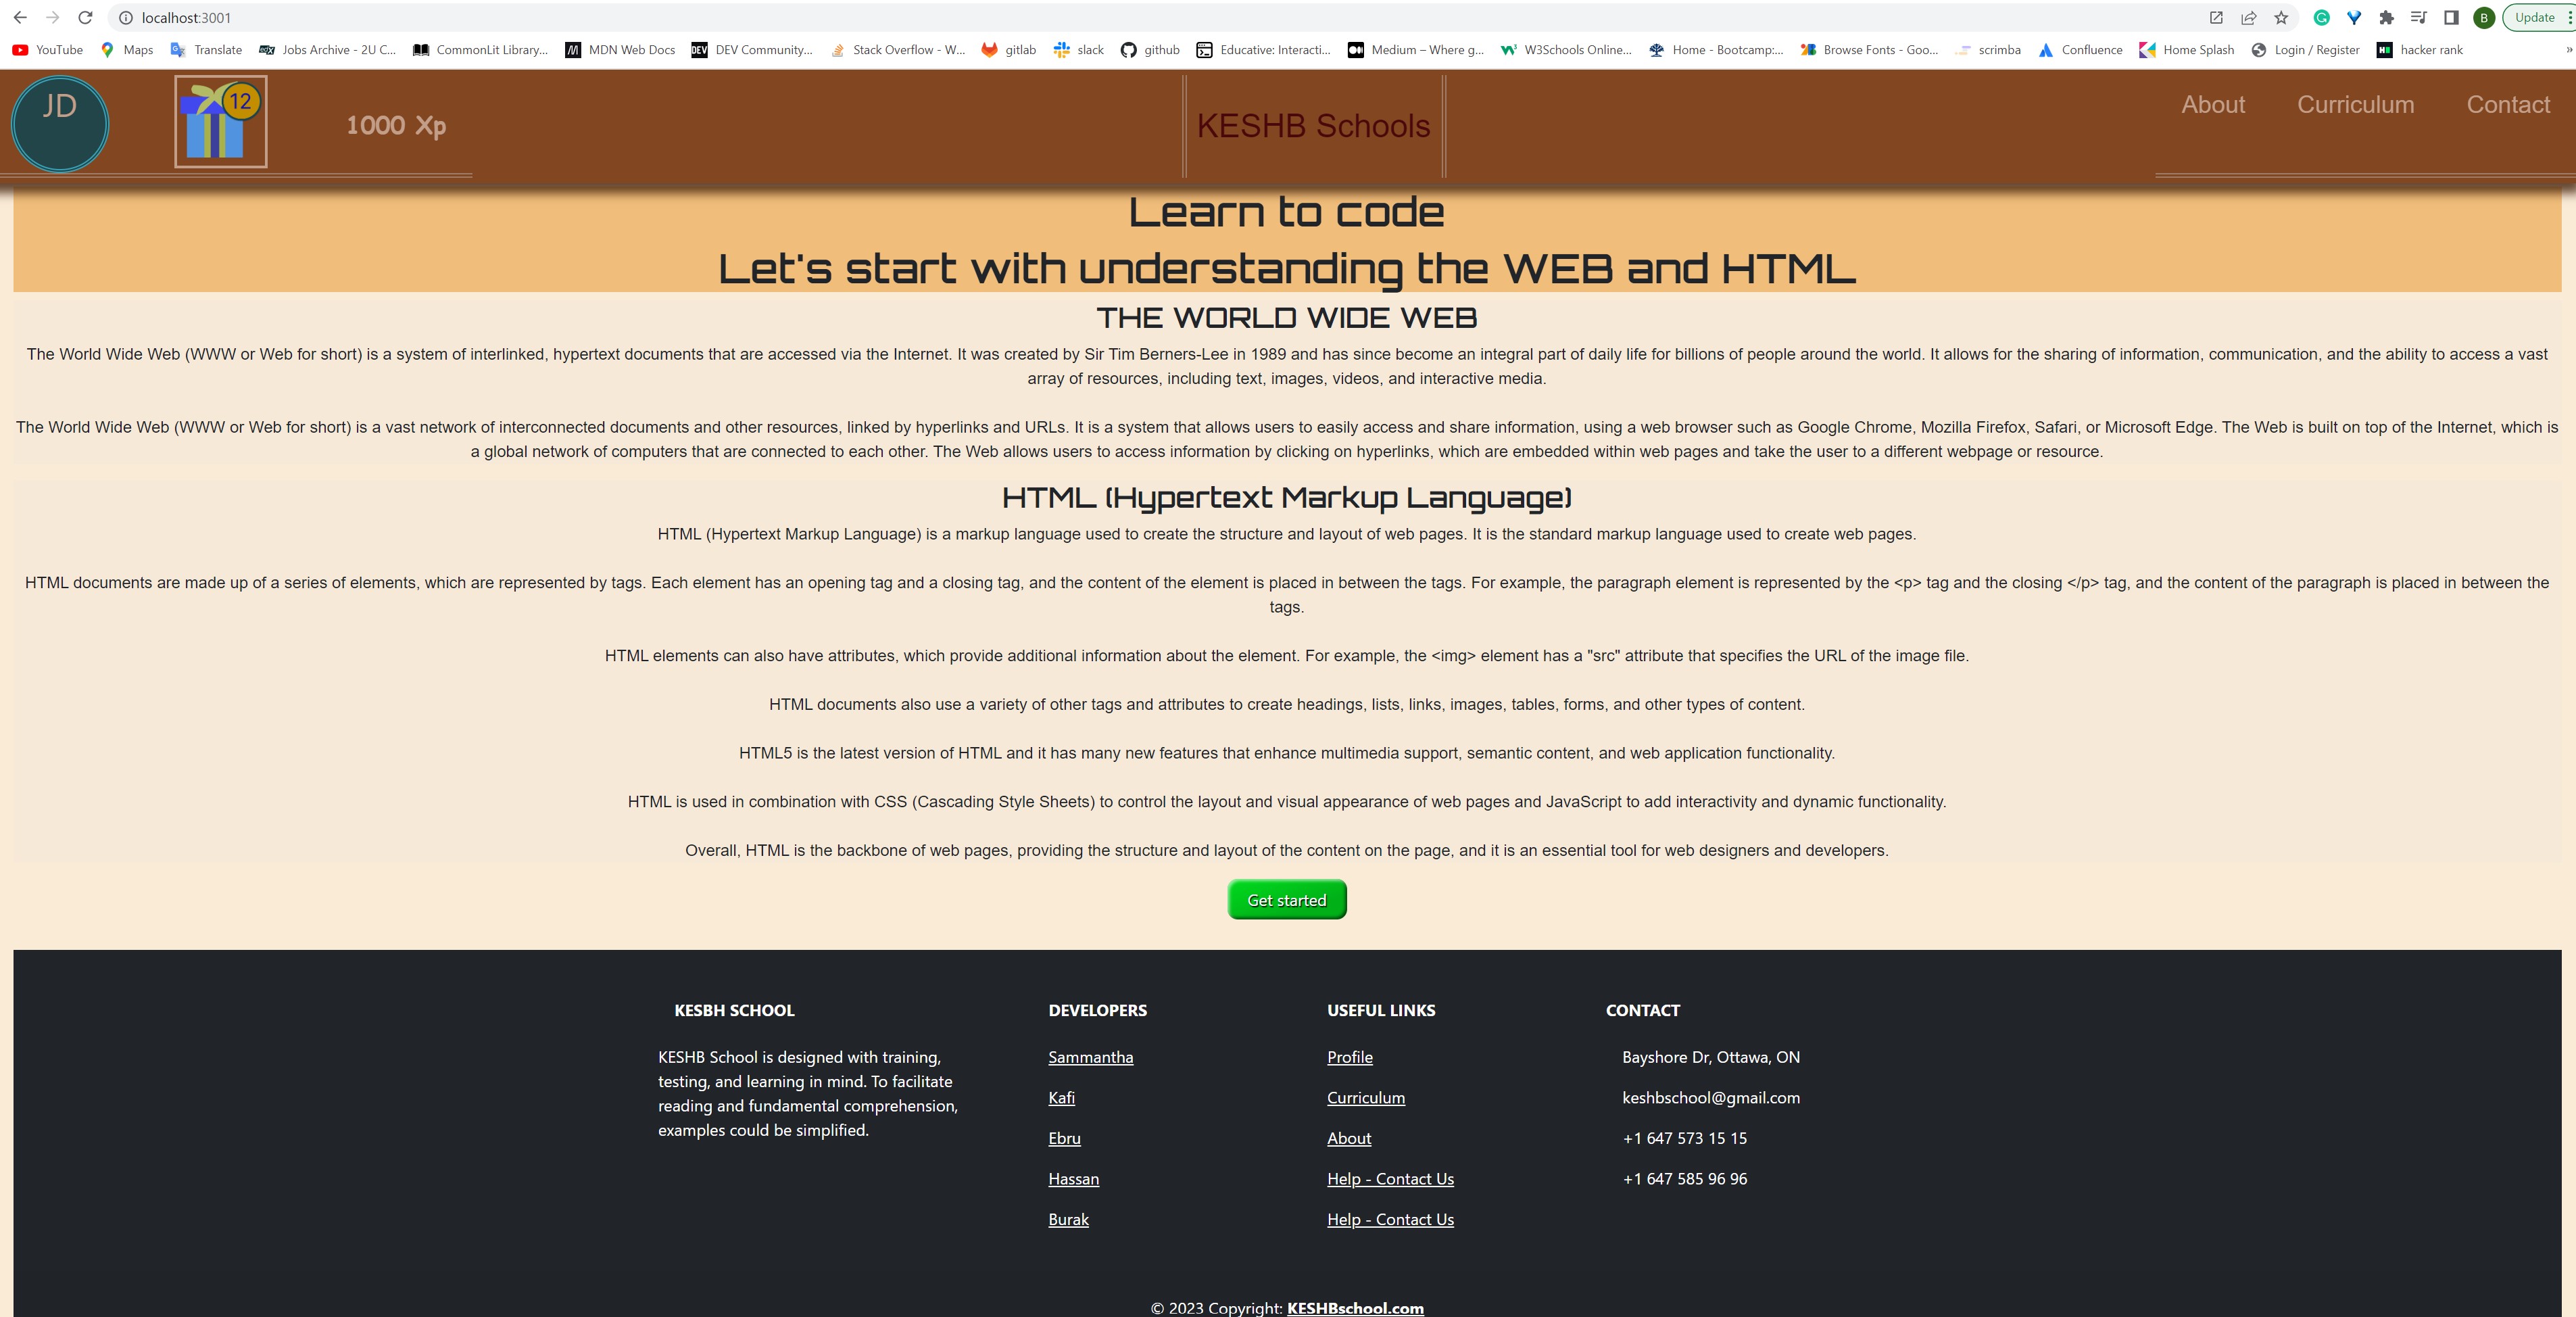 localhost:3001
B
Update
YouTube
Maps
Translate
Jobs Archive - 2U C...
CommonLit Library...
MDN Web Docs
DEV Community...
Stack Overflow - W...
gitlab
slack
github
Educative: Interacti...
Medium – Where g...
W3Schools Online...
Home - Bootcamp:...
Browse Fonts - Goo...
scrimba
Confluence
Home Splash
Login / Register
hacker rank
»
JD
12
1000 Xp
KESHB Schools
About
Curriculum
Contact
Learn to code
Let's start with understanding the WEB and HTML
THE WORLD WIDE WEB
The World Wide Web (WWW or Web for short) is a system of interlinked, hypertext documents that are accessed via the Internet. It was created by Sir Tim Berners-Lee in 1989 and has since become an integral part of daily life for billions of people around the world. It allows for the sharing of information, communication, and the ability to access a vast
array of resources, including text, images, videos, and interactive media.
The World Wide Web (WWW or Web for short) is a vast network of interconnected documents and other resources, linked by hyperlinks and URLs. It is a system that allows users to easily access and share information, using a web browser such as Google Chrome, Mozilla Firefox, Safari, or Microsoft Edge. The Web is built on top of the Internet, which is
a global network of computers that are connected to each other. The Web allows users to access information by clicking on hyperlinks, which are embedded within web pages and take the user to a different webpage or resource.
HTML (Hypertext Markup Language)
HTML (Hypertext Markup Language) is a markup language used to create the structure and layout of web pages. It is the standard markup language used to create web pages.
HTML documents are made up of a series of elements, which are represented by tags. Each element has an opening tag and a closing tag, and the content of the element is placed in between the tags. For example, the paragraph element is represented by the <p> tag and the closing </p> tag, and the content of the paragraph is placed in between the
tags.
HTML elements can also have attributes, which provide additional information about the element. For example, the <img> element has a "src" attribute that specifies the URL of the image file.
HTML documents also use a variety of other tags and attributes to create headings, lists, links, images, tables, forms, and other types of content.
HTML5 is the latest version of HTML and it has many new features that enhance multimedia support, semantic content, and web application functionality.
HTML is used in combination with CSS (Cascading Style Sheets) to control the layout and visual appearance of web pages and JavaScript to add interactivity and dynamic functionality.
Overall, HTML is the backbone of web pages, providing the structure and layout of the content on the page, and it is an essential tool for web designers and developers.
Get started
KESBH SCHOOL
KESHB School is designed with training,
testing, and learning in mind. To facilitate
reading and fundamental comprehension,
examples could be simplified.
DEVELOPERS
Sammantha
Kafi
Ebru
Hassan
Burak
USEFUL LINKS
Profile
Curriculum
About
Help - Contact Us
Help - Contact Us
CONTACT
Bayshore Dr, Ottawa, ON
keshbschool@gmail.com
+1 647 573 15 15
+1 647 585 96 96
© 2023 Copyright: KESHBschool.com